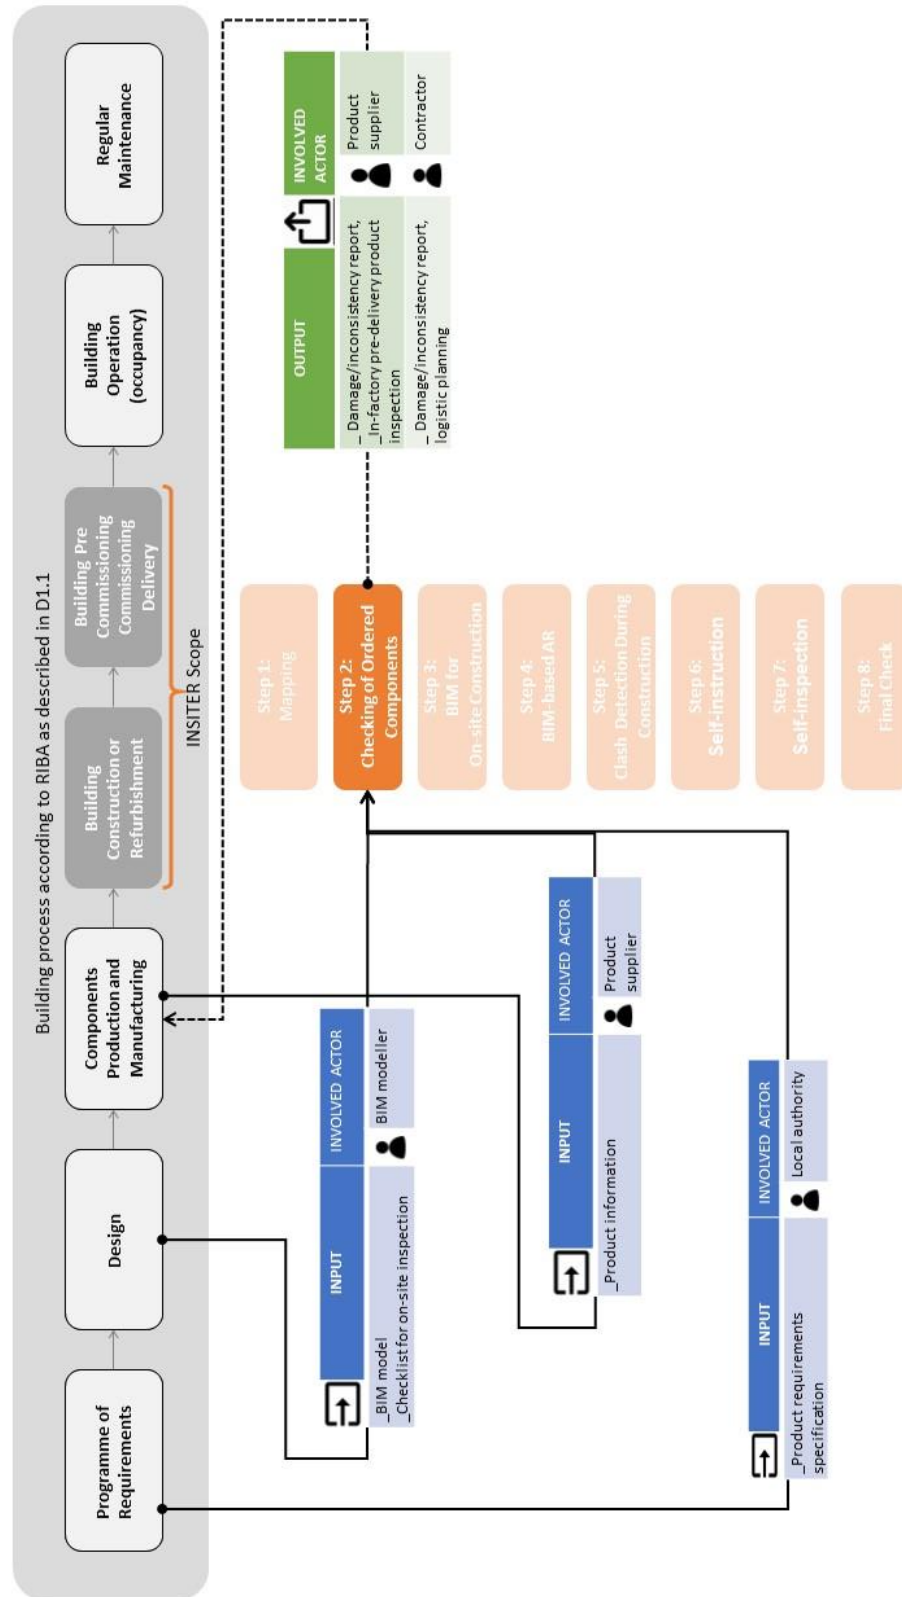 Building process according to RIBA as described in D1.1
Programme of
Requirements
Design
Components
Production and
Manufacturing
Building
Construction or
Refurbishment
Building Pre
Commissioning
Commissioning
Delivery
Building
Operation
(occupancy)
Regular
Maintenance
INSITER Scope
INPUT
INVOLVED ACTOR
_BIM model
_Checklist for on-site inspection
BIM modeller
INPUT
INVOLVED ACTOR
_Product information
Product
supplier
INPUT
INVOLVED ACTOR
_Product requirements
specification
Local authority
Step 1:
Mapping
Step 2:
Checking of Ordered
Components
Step 3:
BIM for
On-site Construction
Step 4:
BIM-based AR
Step 5:
Clash Detection During
Construction
Step 6:
Self-instruction
Step 7:
Self-inspection
Step 8:
Final Check
OUTPUT
INVOLVED
ACTOR
_ Damage/inconsistency report,
_In-factory pre-delivery product
inspection
Product
supplier
_ Damage/inconsistency report,
logistic planning
Contractor